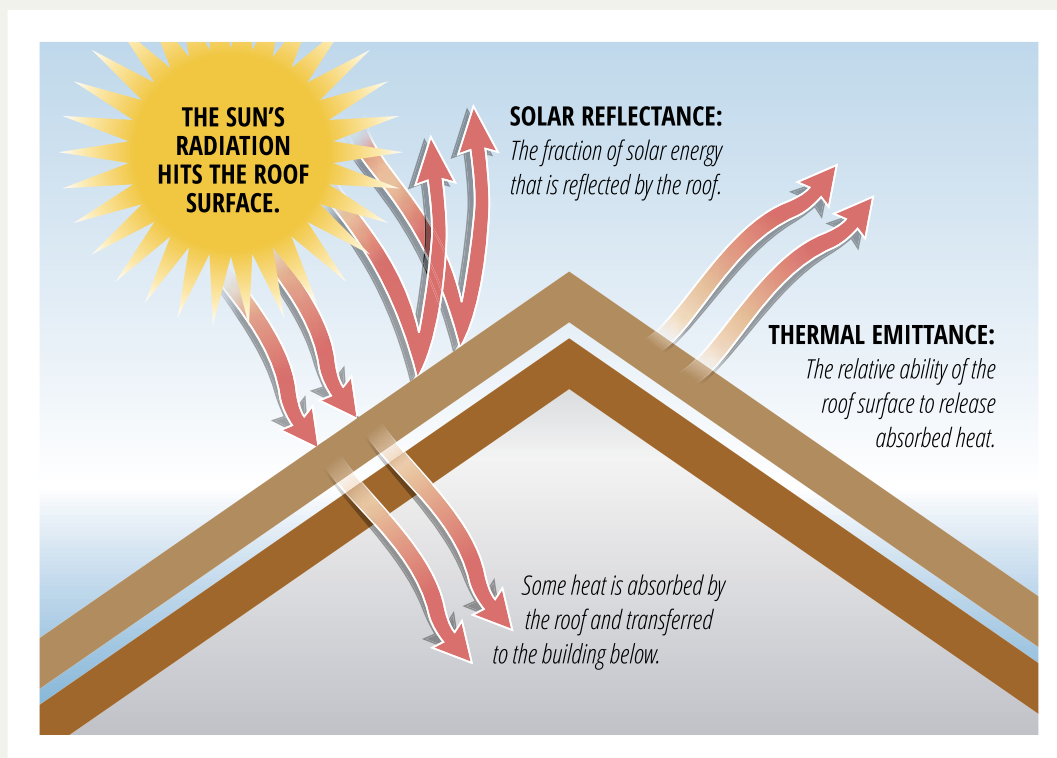 THE SUN’S
RADIATION
HITS THE ROOF
SURFACE.
SOLAR REFLECTANCE:
The fraction of solar energy
that is reflected by the roof.
THERMAL EMITTANCE:
The relative ability of the
roof surface to release
absorbed heat.
Some heat is absorbed by
the roof and transferred
to the building below.